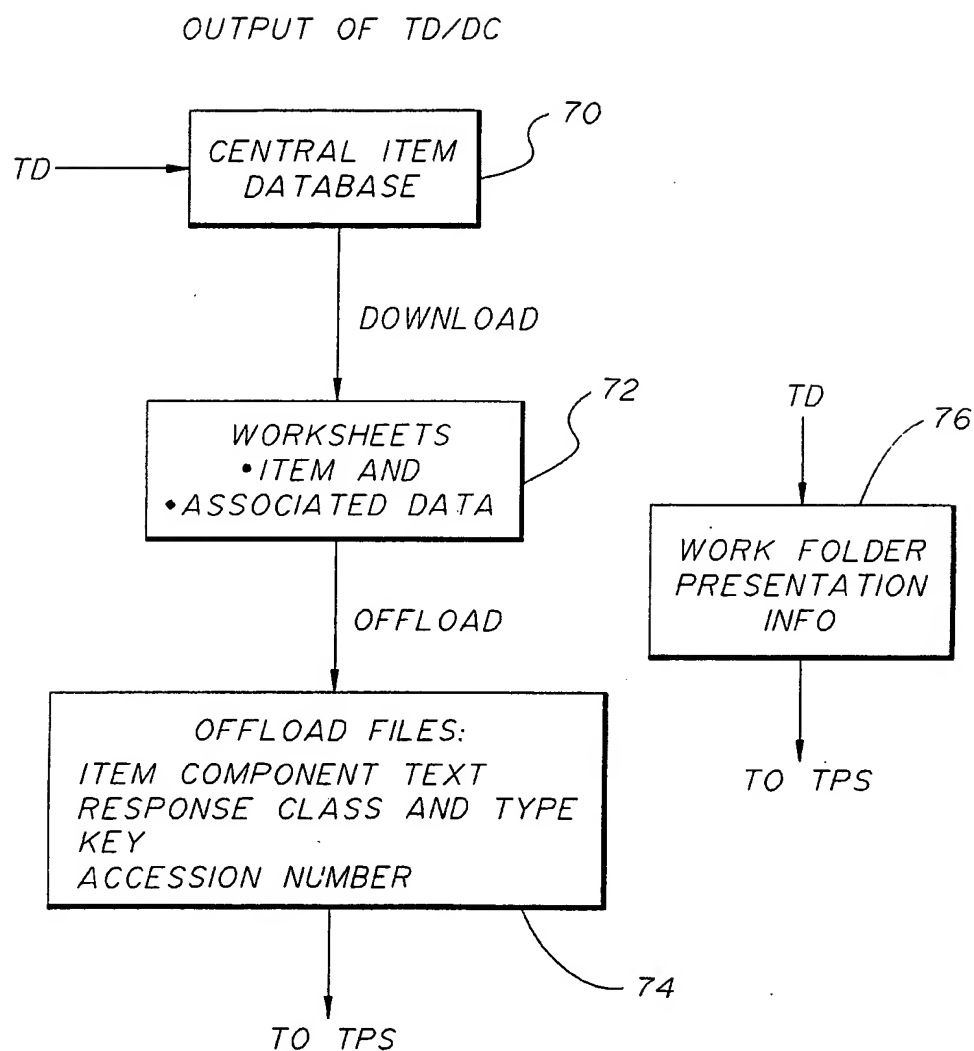 OUTPUT OF TD/DC
70
TD
CENTRAL ITEM
DATABASE
DOWNLOAD
72
WORKSHEETS
•ITEM AND
•ASSOCIATED DATA
TD
76
WORK FOLDER
PRESENTATION
INFO
OFFLOAD
OFFLOAD FILES:
ITEM COMPONENT TEXT
RESPONSE CLASS AND TYPE
KEY
ACCESSION NUMBER
TO TPS
74
TO TPS